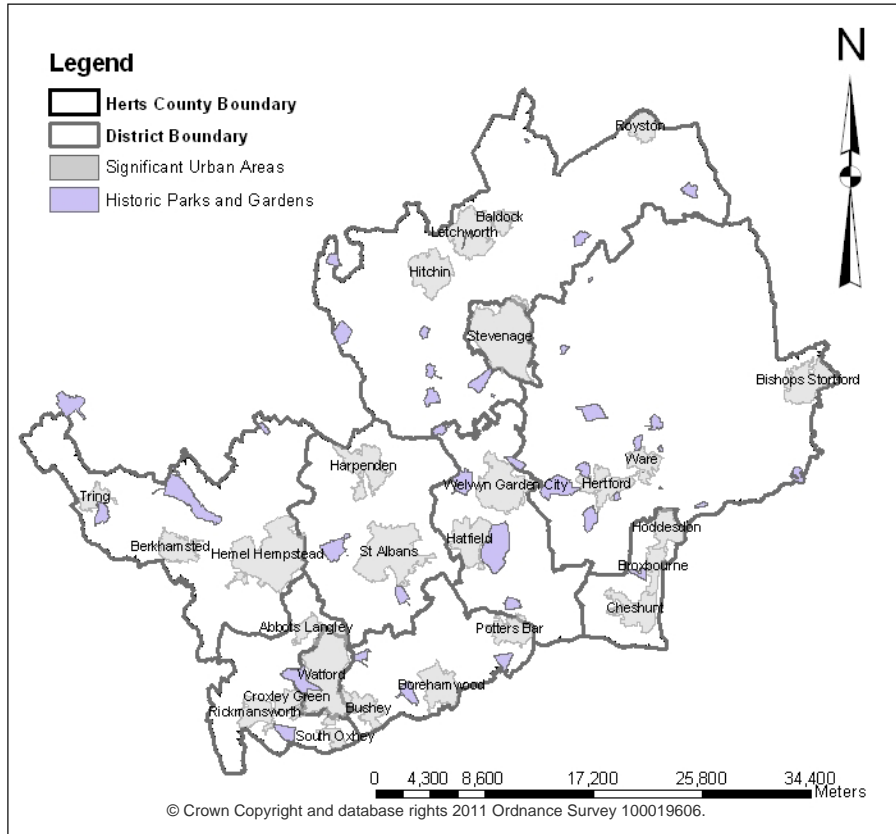 N
Legend
Herts County Boundary
District Boundary
Significant Urban Areas
Historic Parks and Gardens
Royston
Baldock
Letchworth
Hitchin
Stevenage
Bishops Stortford
Harpenden
Ware
Welwyn Garden City
Hertford
Tring
Hoddesdon
Berkhamsted
Hemel Hempstead
St Albans
Hatfield
Broxbourne
Cheshunt
Abbots Langley
Potters Bar
Watford
Borehamwood
Croxley Green
Rickmansworth
Bushey
South Oxhey
0 4,300 8,600 17,200 25,800 34,400
Meters
© Crown Copyright and database rights 2011 Ordnance Survey 100019606.